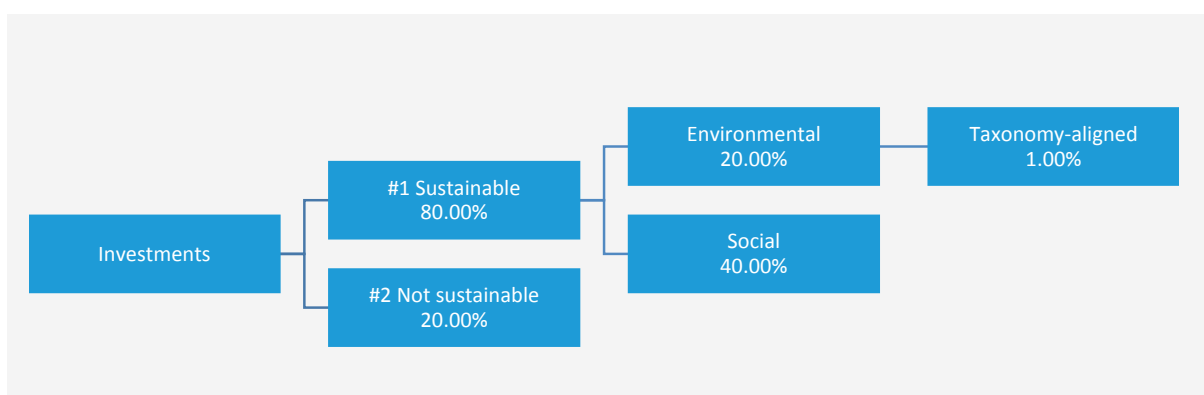 Investments
#1 Sustainable
80.00%
#2 Not sustainable
20.00%
Environmental
20.00%
Social
40.00%
Taxonomy-aligned
1.00%